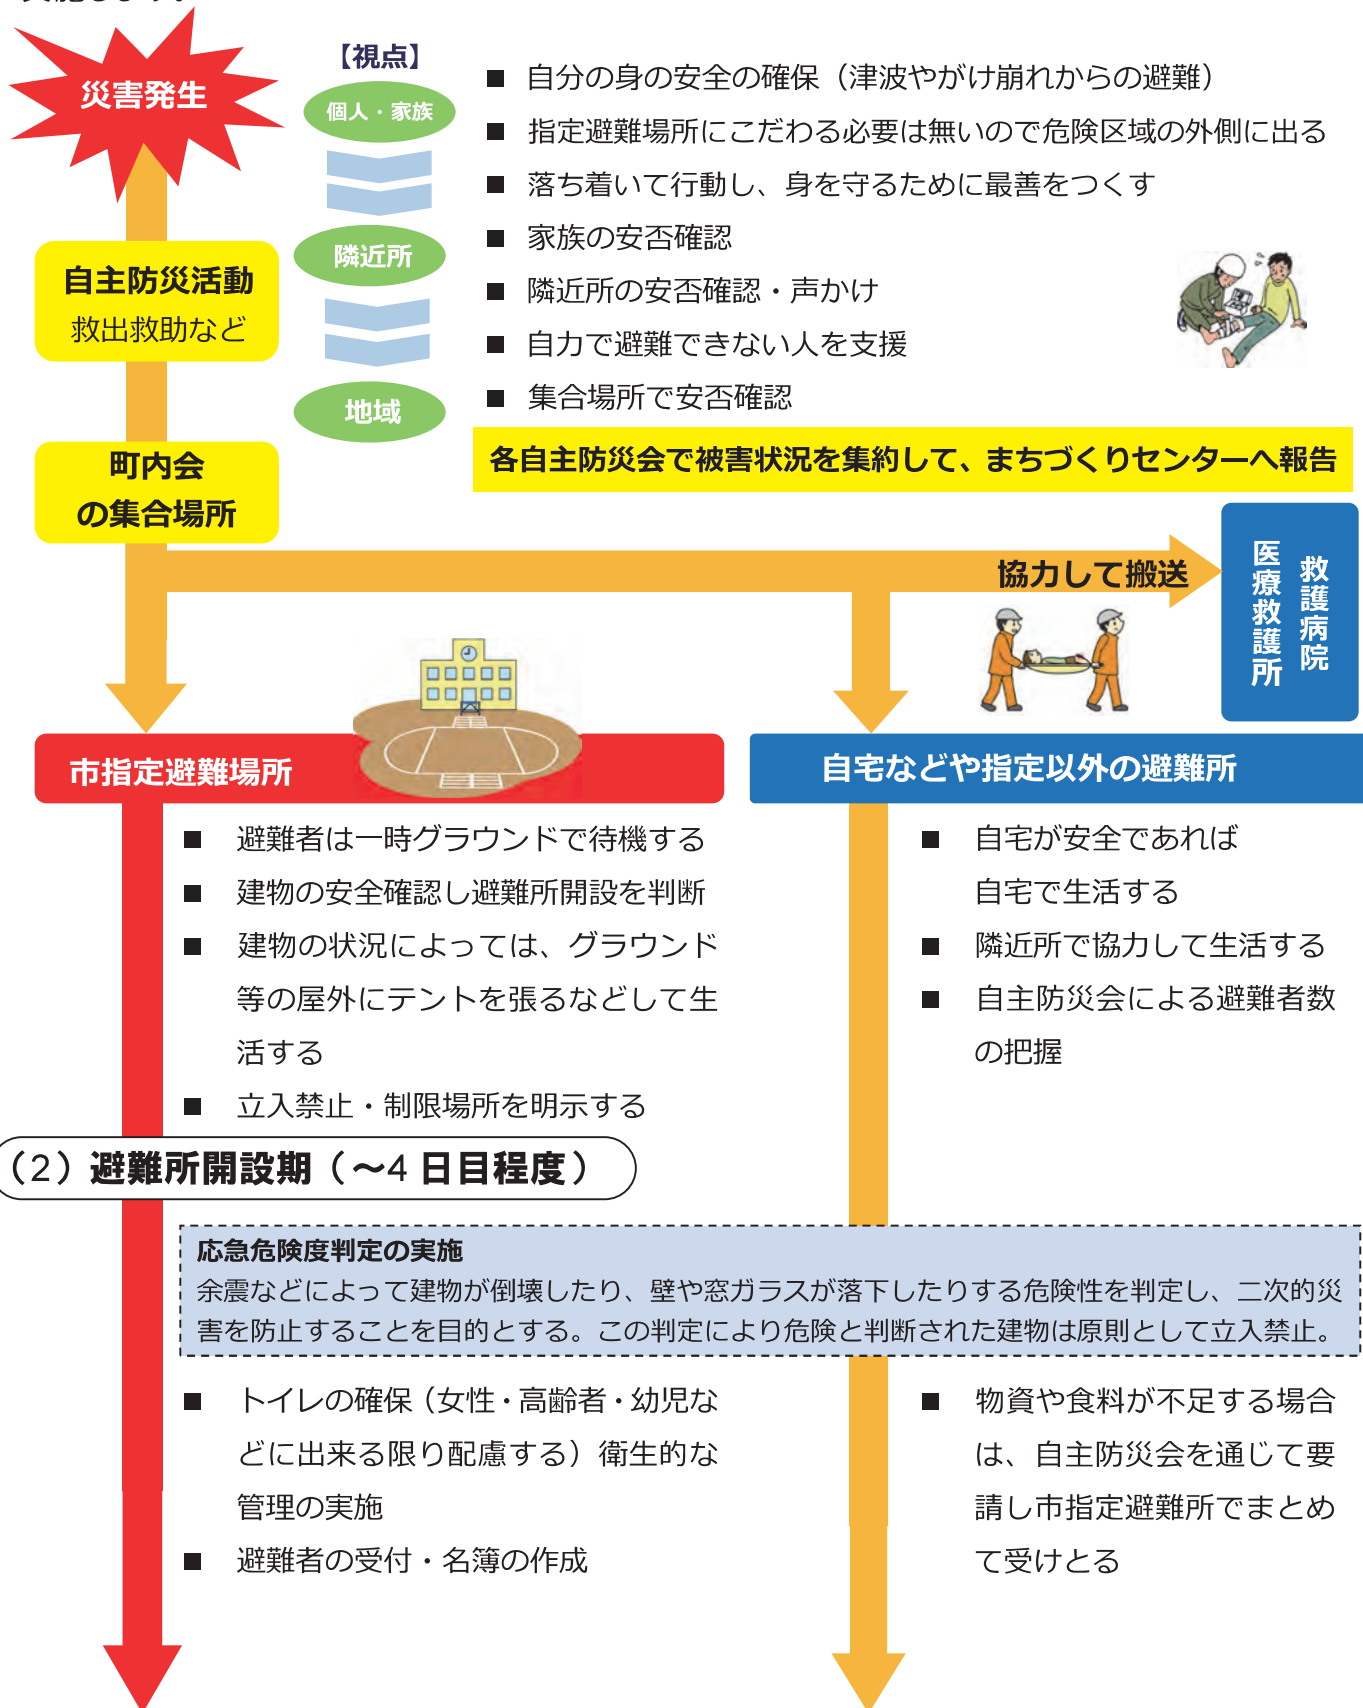 災害発生
【視点】
個人・家族
隣近所
地域
■ 自分の身の安全の確保（津波やがけ崩れからの避難）
■ 指定避難場所にこだわる必要は無いので危険区域の外側に出る
■ 落ち着いて行動し、身を守るために最善をつくす
■ 家族の安否確認
■ 隣近所の安否確認・声かけ
■ 自力で避難できない人を支援
■ 集合場所で安否確認
自主防災活動
救出救助など
町内会
の集合場所
各自主防災会で被害状況を集約して、まちづくりセンターへ報告
協力して搬送
救護病院
医療救護所
市指定避難場所
■ 避難者は一時グラウンドで待機する
■ 建物の安全確認し避難所開設を判断
■ 建物の状況によっては、グラウンド
等の屋外にテントを張るなどして生
活する
■ 立入禁止・制限場所を明示する
自宅などや指定以外の避難所
■ 自宅が安全であれば
自宅で生活する
■ 隣近所で協力して生活する
■ 自主防災会による避難者数
の把握
（2）避難所開設期（～4 日目程度）
応急危険度判定の実施
余震などによって建物が倒壊したり、壁や窓ガラスが落下したりする危険性を判定し、二次的災
害を防止することを目的とする。この判定により危険と判断された建物は原則として立入禁止。
■ トイレの確保（女性・高齢者・幼児な
どに出来る限り配慮する）衛生的な
管理の実施
■ 避難者の受付・名簿の作成
■ 物資や食料が不足する場合
は、自主防災会を通じて要
請し市指定避難所でまとめ
て受けとる